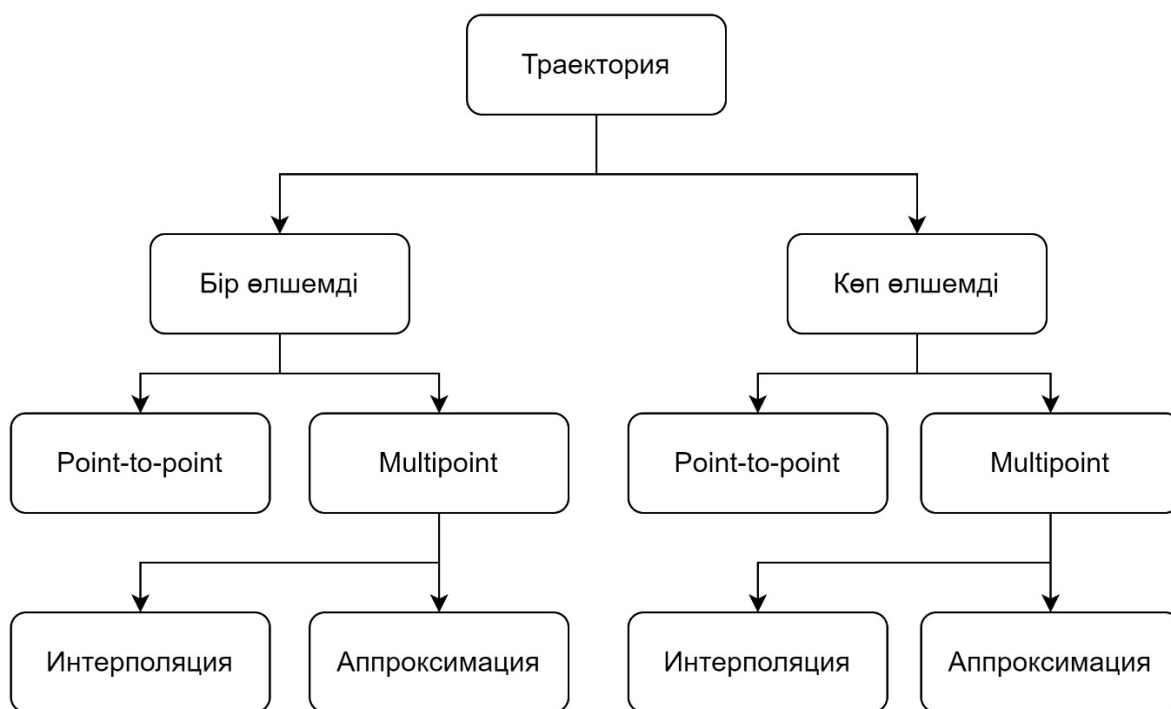 Траектория
Бір өлшемді
Көп өлшемді
Point-to-point
Multipoint
Point-to-point
Multipoint
Интерполяция
Аппроксимация
Интерполяция
Аппроксимация